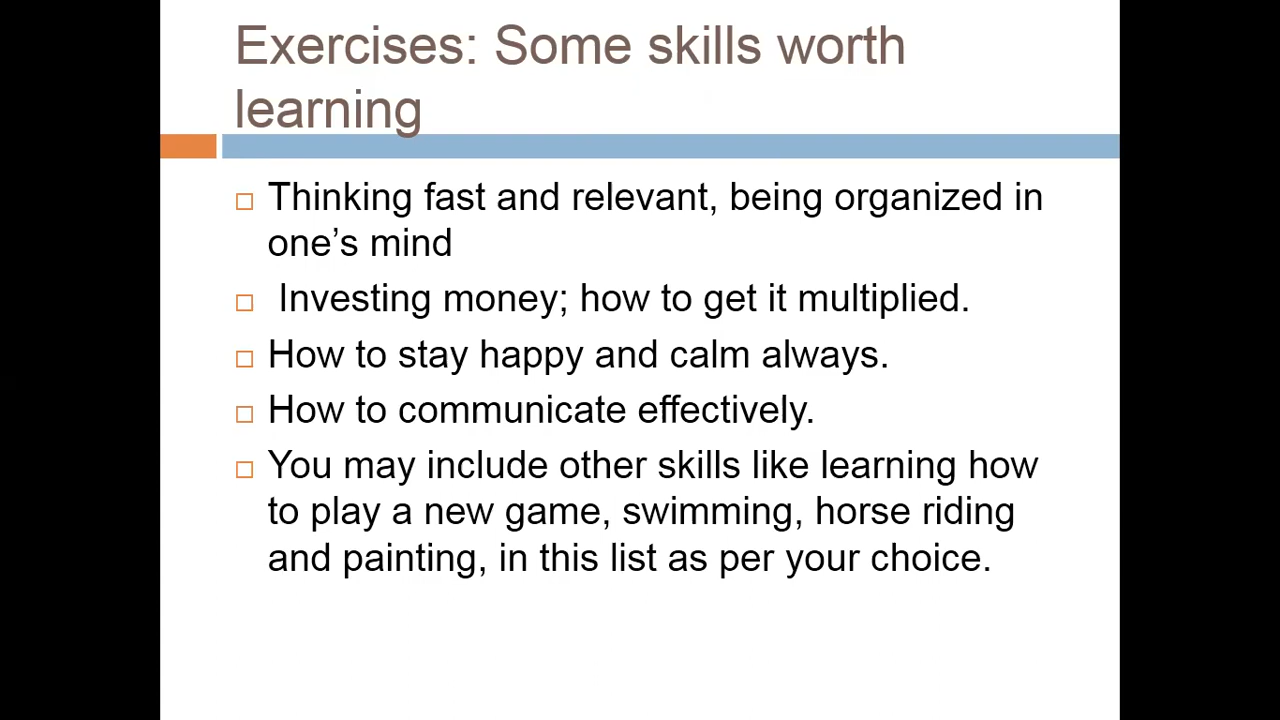 Exercises: Some skills worth
learning
Thinking fast and relevant, being organized in
one’s mind
Investing money; how to get it multiplied.
How to stay happy and calm always.
How to communicate effectively.
You may include other skills like learning how
to play a new game, swimming, horse riding
and painting, in this list as per your choice.